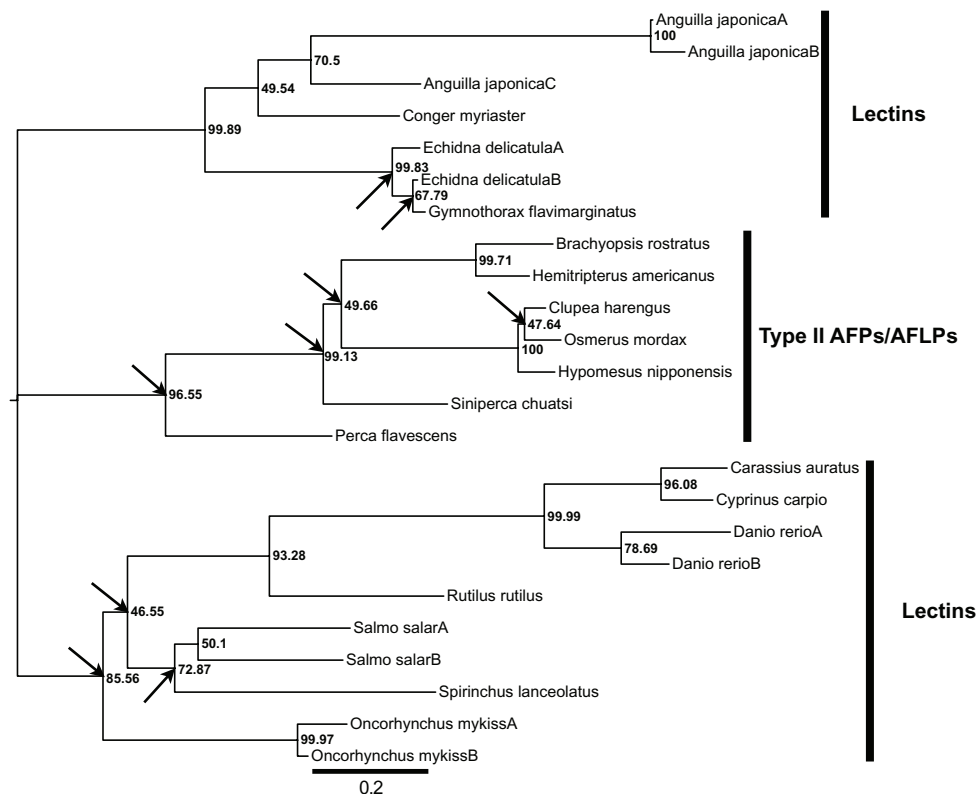 Anguilla japonicaA
100
Anguilla japonicaB
70.5
Anguilla japonicaC
49.54
Conger myriaster
99.89
Lectins
Echidna delicatulaA
99.83
Echidna delicatulaB
67.79
Gymnothorax flavimarginatus
Brachyopsis rostratus
99.71
Hemitripterus americanus
49.66
Clupea harengus
47.64
Osmerus mordax
100
Hypomesus nipponensis
99.13
Type II AFPs/AFLPs
Siniperca chuatsi
96.55
Perca flavescens
Carassius auratus
96.08
Cyprinus carpio
99.99
Danio rerioA
78.69
Danio rerioB
93.28
Rutilus rutilus
Lectins
46.55
Salmo salarA
50.1
Salmo salarB
72.87
85.56
Spirinchus lanceolatus
Oncorhynchus mykissA
99.97
Oncorhynchus mykissB
0.2